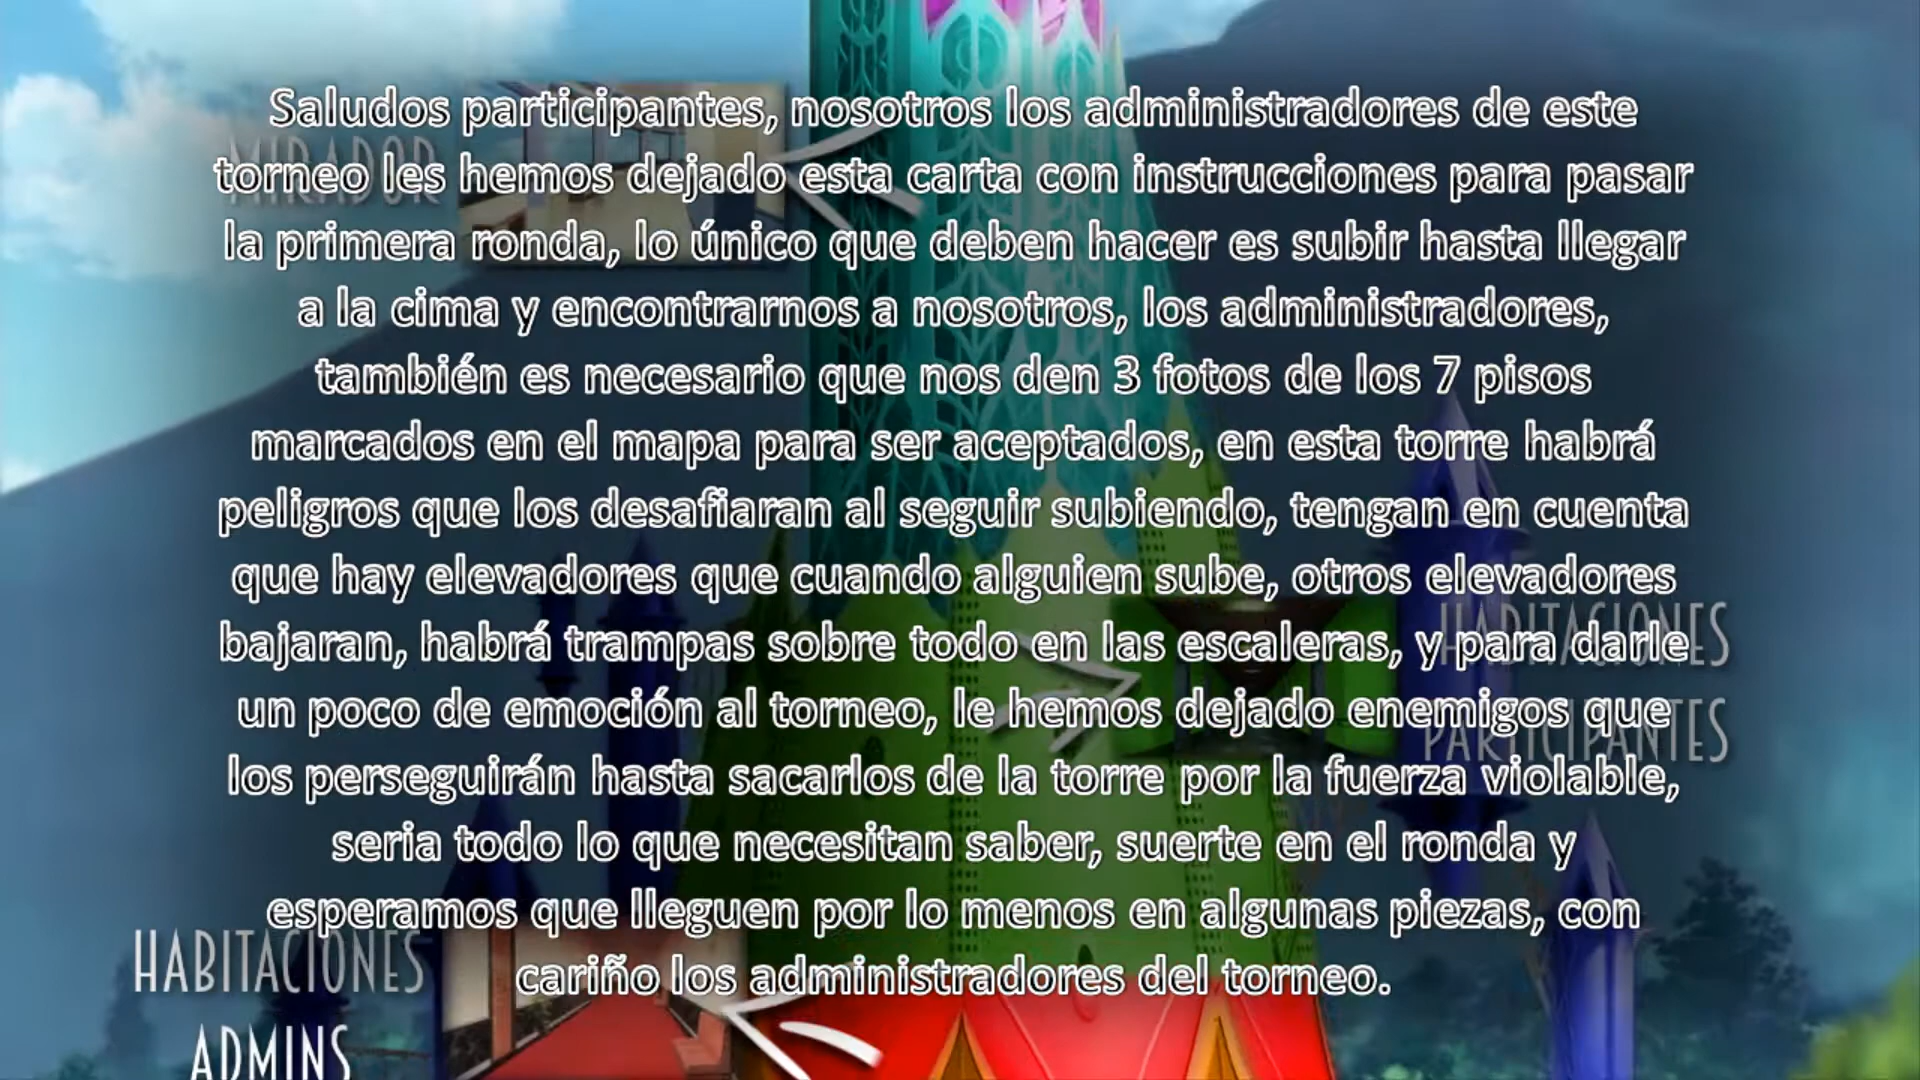 Saludos participantes, nosotros los administradores de este
torneo les hemos dejado esta carta con instrucciones para pasar
la primera ronda, lo único que deben hacer es subir hasta llegar
a la cima y encontrarnos a nosotros, los administradores,
también es necesario que nos den 3 fotos de los 7 pisos
marcados en el mapa para ser aceptados, en esta torre habrá
peligros que los desafiaran al seguir subiendo, tengan en cuenta
que hay elevadores que cuando alguien sube, otros elevadores
bajaran, habrá trampas sobre todo en las escaleras, y para darle
un poco de emoción al torneo, le hemos dejado enemigos que
los perseguirán hasta sacarlos de la torre por la fuerza violable,
seria todo lo que necesitan saber, suerte en el ronda y
esperamos que lleguen por lo menos en algunas piezas, con
cariño los administradores del torneo.
MIRADOR
HABITACIONES
PARTICIPANTES
HABITACIONES
ADMINS